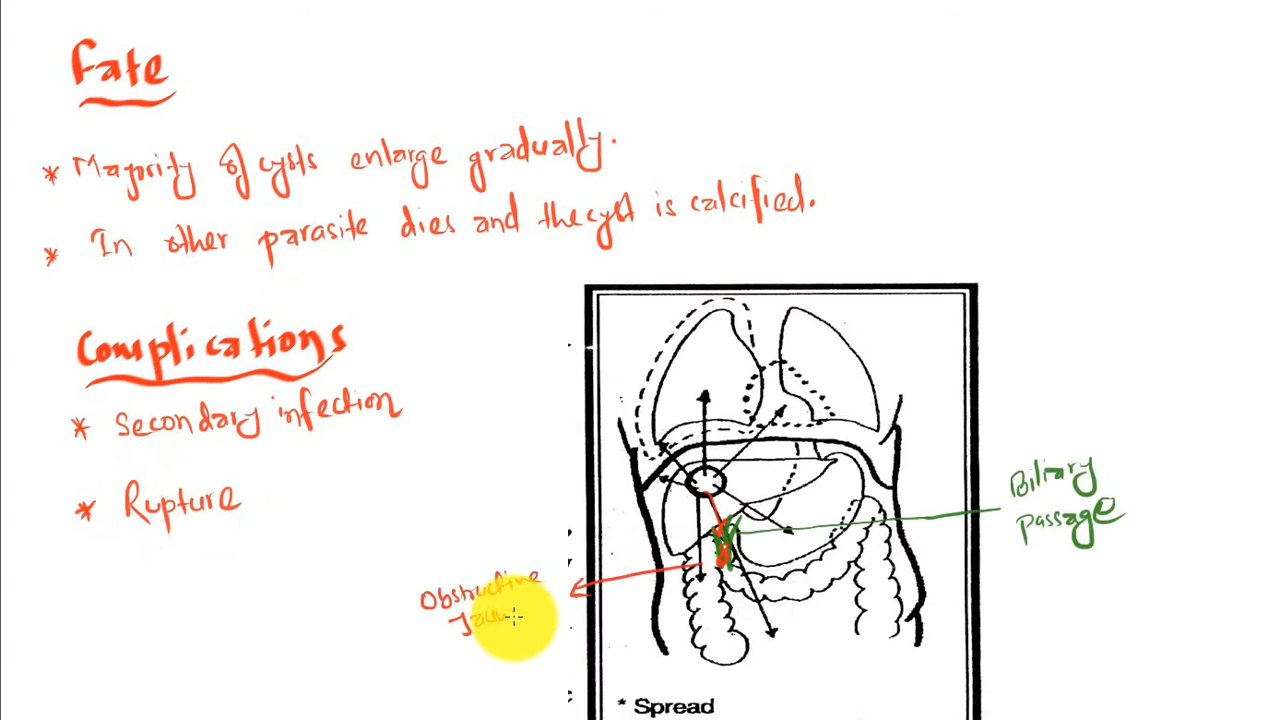 Fate
* Majority of cysts enlarge gradually.
* In other parasite dies and the cyst is calcified.
Complications
* Secondary infection
* Rupture
Biliary
passage
Obstructive
* Spread